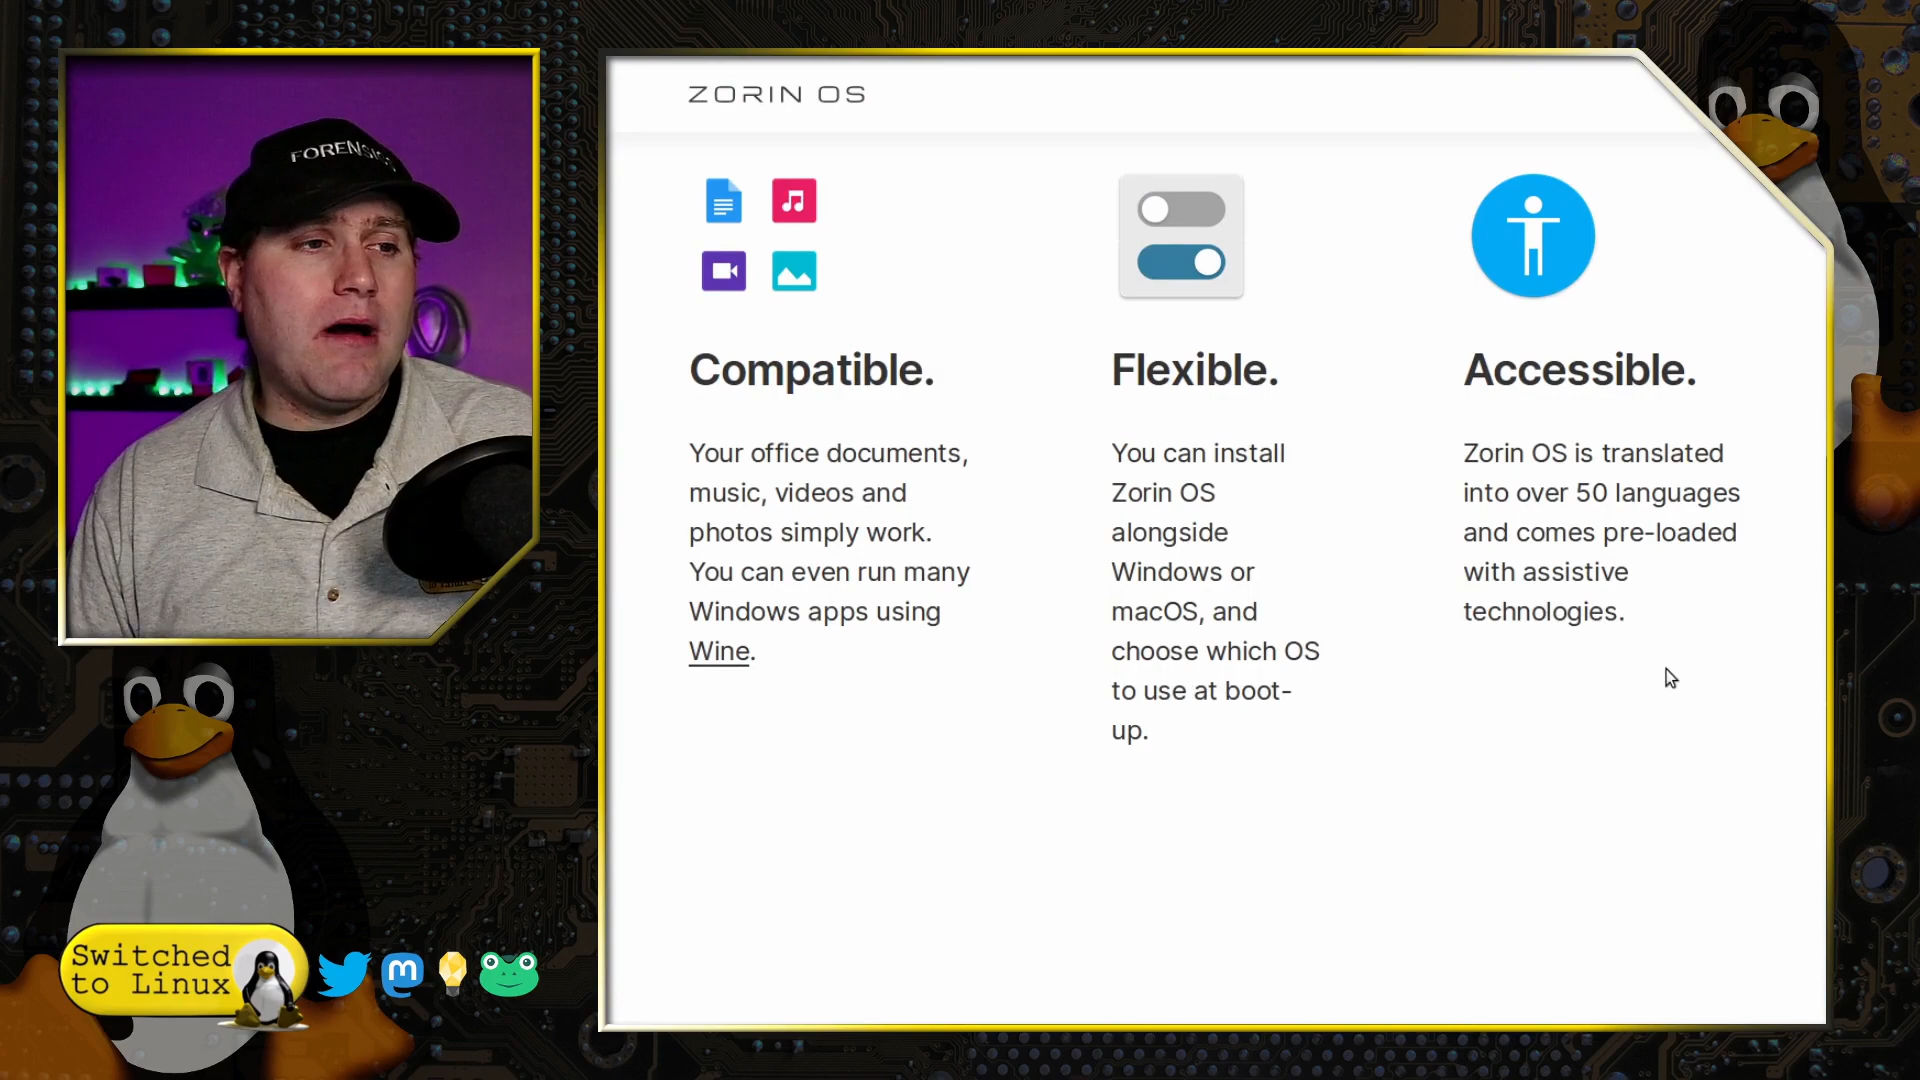 FORENSICS
ZORIN OS
Compatible.
Your office documents,
music, videos and
photos simply work.
You can even run many
Windows apps using
Wine.
Flexible.
You can install
Zorin OS
alongside
Windows or
macOS, and
choose which OS
to use at boot-
up.
Accessible.
Zorin OS is translated
into over 50 languages
and comes pre-loaded
with assistive
technologies.
Switched
to Linux
m